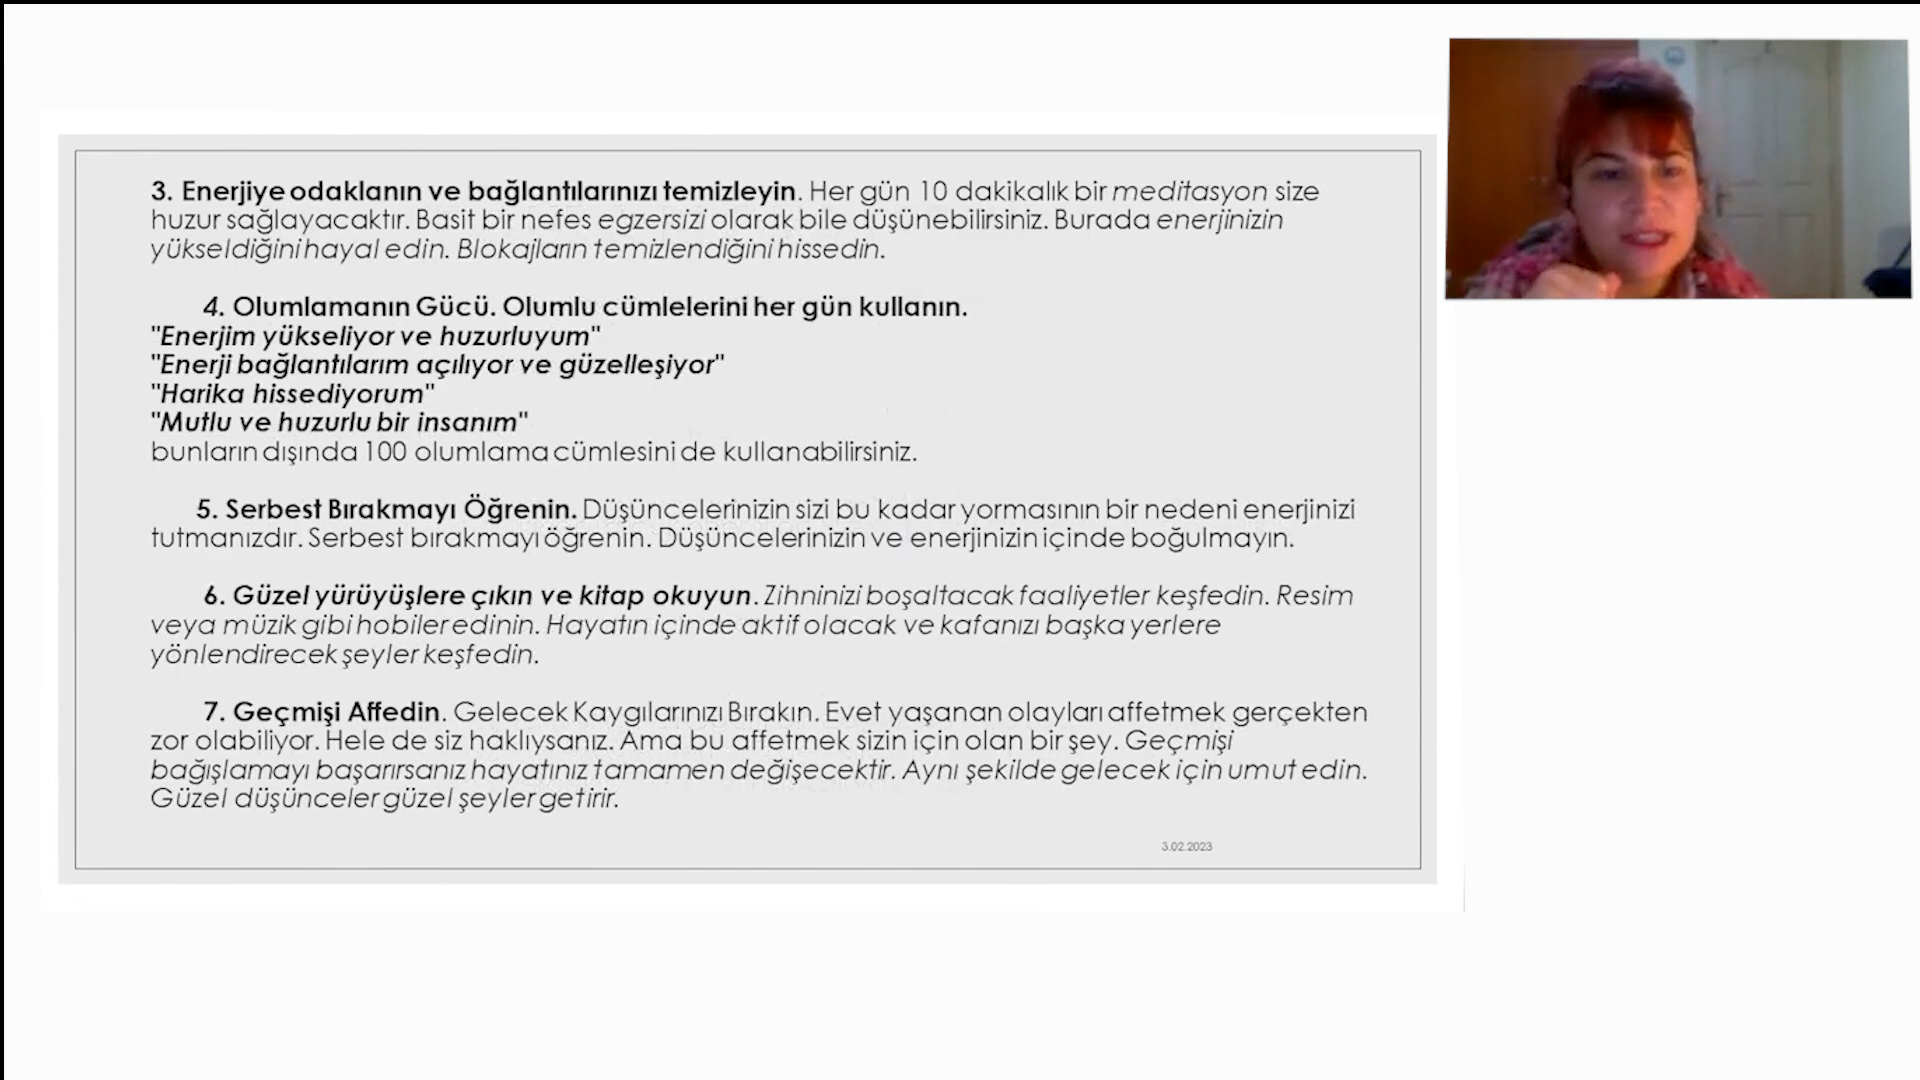 3. Enerjiye odaklanın ve bağlantılarınızı temizleyin. Her gün 10 dakikalık bir meditasyon size
huzur sağlayacaktır. Basit bir nefes egzersizi olarak bile düşünebilirsiniz. Burada enerjinizin
yükseldiğini hayal edin. Blokajların temizlendiğini hissedin.
4. Olumlamanın Gücü. Olumlu cümlelerini her gün kullanın.
"Enerjim yükseliyor ve huzurluyum"
"Enerji bağlantılarım açılıyor ve güzelleşiyor"
"Harika hissediyorum"
"Mutlu ve huzurlu bir insanım"
bunların dışında 100 olumlama cümlesini de kullanabilirsiniz.
5. Serbest Bırakmayı Öğrenin. Düşüncelerinizin sizi bu kadar yormasının bir nedeni enerjinizi
tutmanızdır. Serbest bırakmayı öğrenin. Düşüncelerinizin ve enerjinizin içinde boğulmayın.
6. Güzel yürüyüşlere çıkın ve kitap okuyun. Zihninizi boşaltacak faaliyetler keşfedin. Resim
veya müzik gibi hobiler edinin. Hayatın içinde aktif olacak ve kafanızı başka yerlere
yönlendirecek şeyler keşfedin.
7. Geçmişi Affedin. Gelecek Kaygılarınızı Bırakın. Evet yaşanan olayları affetmek gerçekten
zor olabiliyor. Hele de siz haklıysanız. Ama bu affetmek sizin için olan bir şey. Geçmişi
bağışlamayı başarırsanız hayatınız tamamen değişecektir. Aynı şekilde gelecek için umut edin.
Güzel düşünceler güzel şeyler getirir.
3.02.2023